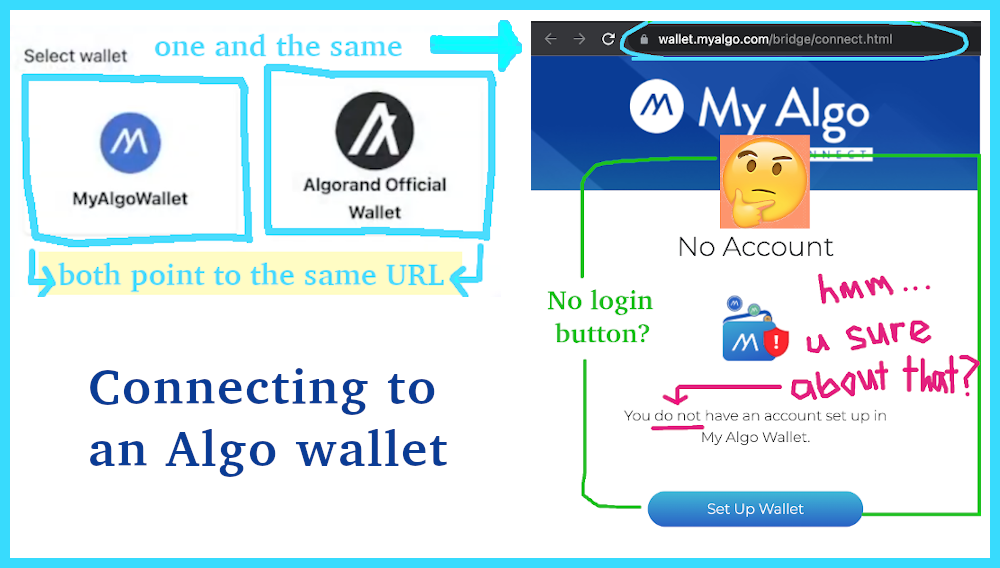 Select wallet
one and the same
MyAlgoWallet
Algorand Official
Wallet
both point to the same URL
Connecting to
an Algo wallet
wallet.myalgo.com/bridge/connect.html
My Algo
No Account
No login
button?
hmm...
u sure
about that?
You do not have an account set up in
My Algo Wallet.
Set Up Wallet